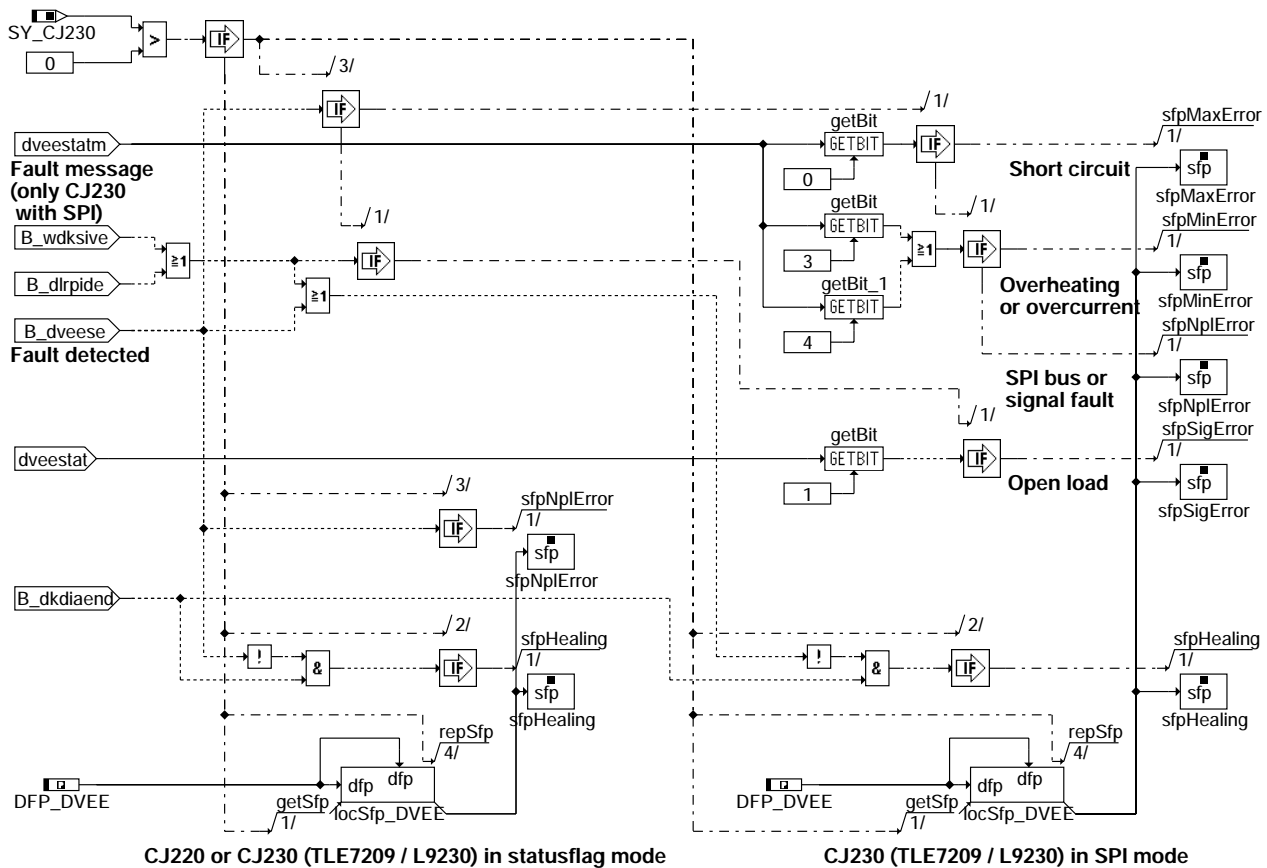 SY_CJ230
>
IF
0
/3/
IF
/1/
getBit
sfpMaxError
1/
dveestatm
GETBIT
IF
Fault message
(only CJ230
with SPI)
0
Short circuit
sfp
sfpMaxError
/1/
getBit
/1/
sfpMinError
1/
B_wdksive
GETBIT
≥1
IF
≥1
IF
3
B_dlrpide
≥1
getBit_1
Overheating
or overcurrent
sfp
sfpMinError
GETBIT
B_dveese
Fault detected
4
sfpNplError
1/
SPI bus or
signal fault
sfp
sfpNplError
/1/
getBit
sfpSigError
1/
dveestat
GETBIT
IF
1
Open load
sfp
sfpSigError
/3/
sfpNplError
1/
IF
sfp
sfpNplError
B_dkdiaend
/2/
sfpHealing
1/
!
&
IF
sfp
sfpHealing
/2/
sfpHealing
1/
!
&
IF
sfp
sfpHealing
repSfp
4/
DFP_DVEE
dfp
dfp
getSfp
1/
locSfp_DVEE
repSfp
4/
DFP_DVEE
dfp
dfp
getSfp
1/
locSfp_DVEE
CJ220 or CJ230 (TLE7209 / L9230) in statusflag mode
CJ230 (TLE7209 / L9230) in SPI mode